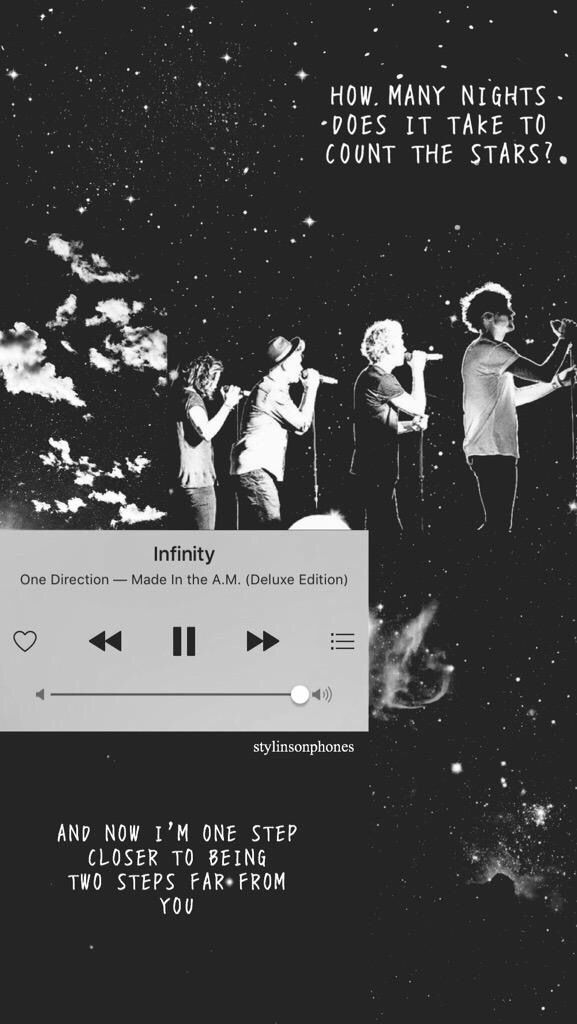 HOW MANY NIGHTS
DOES IT TAKE TO
COUNT THE STARS?
Infinity
One Direction — Made In the A.M. (Deluxe Edition)
stylinsonphones
AND NOW I'M ONE STEP
CLOSER TO BEING
TWO STEPS FAR FROM
YOU